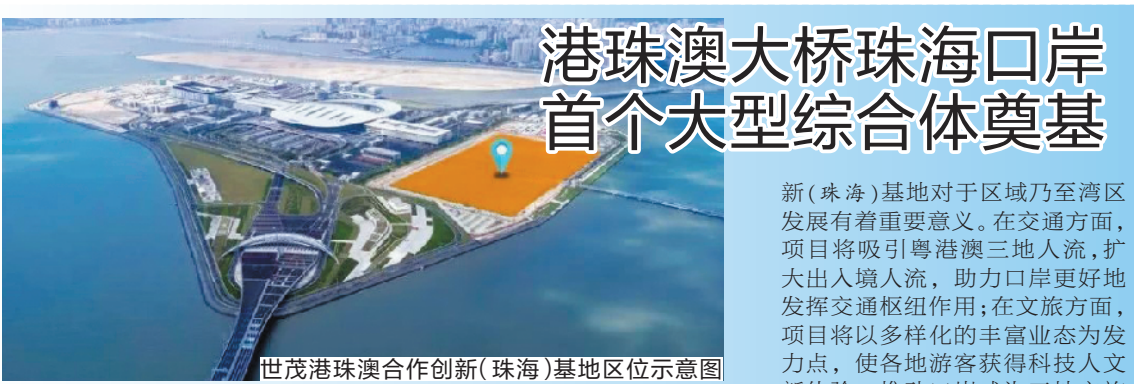 港珠澳大桥珠海口岸
首个大型综合体奠基
世茂港珠澳合作创新(珠海)基地区位示意图
新(珠海)基地对于区域乃至湾区
发展有着重要意义。在交通方面,
项目将吸引粤港澳三地人流,扩
大出入境人流，助力口岸更好地
发挥交通枢纽作用;在文旅方面,
项目将以多样化的丰富业态为发
力点，使各地游客获得科技人文